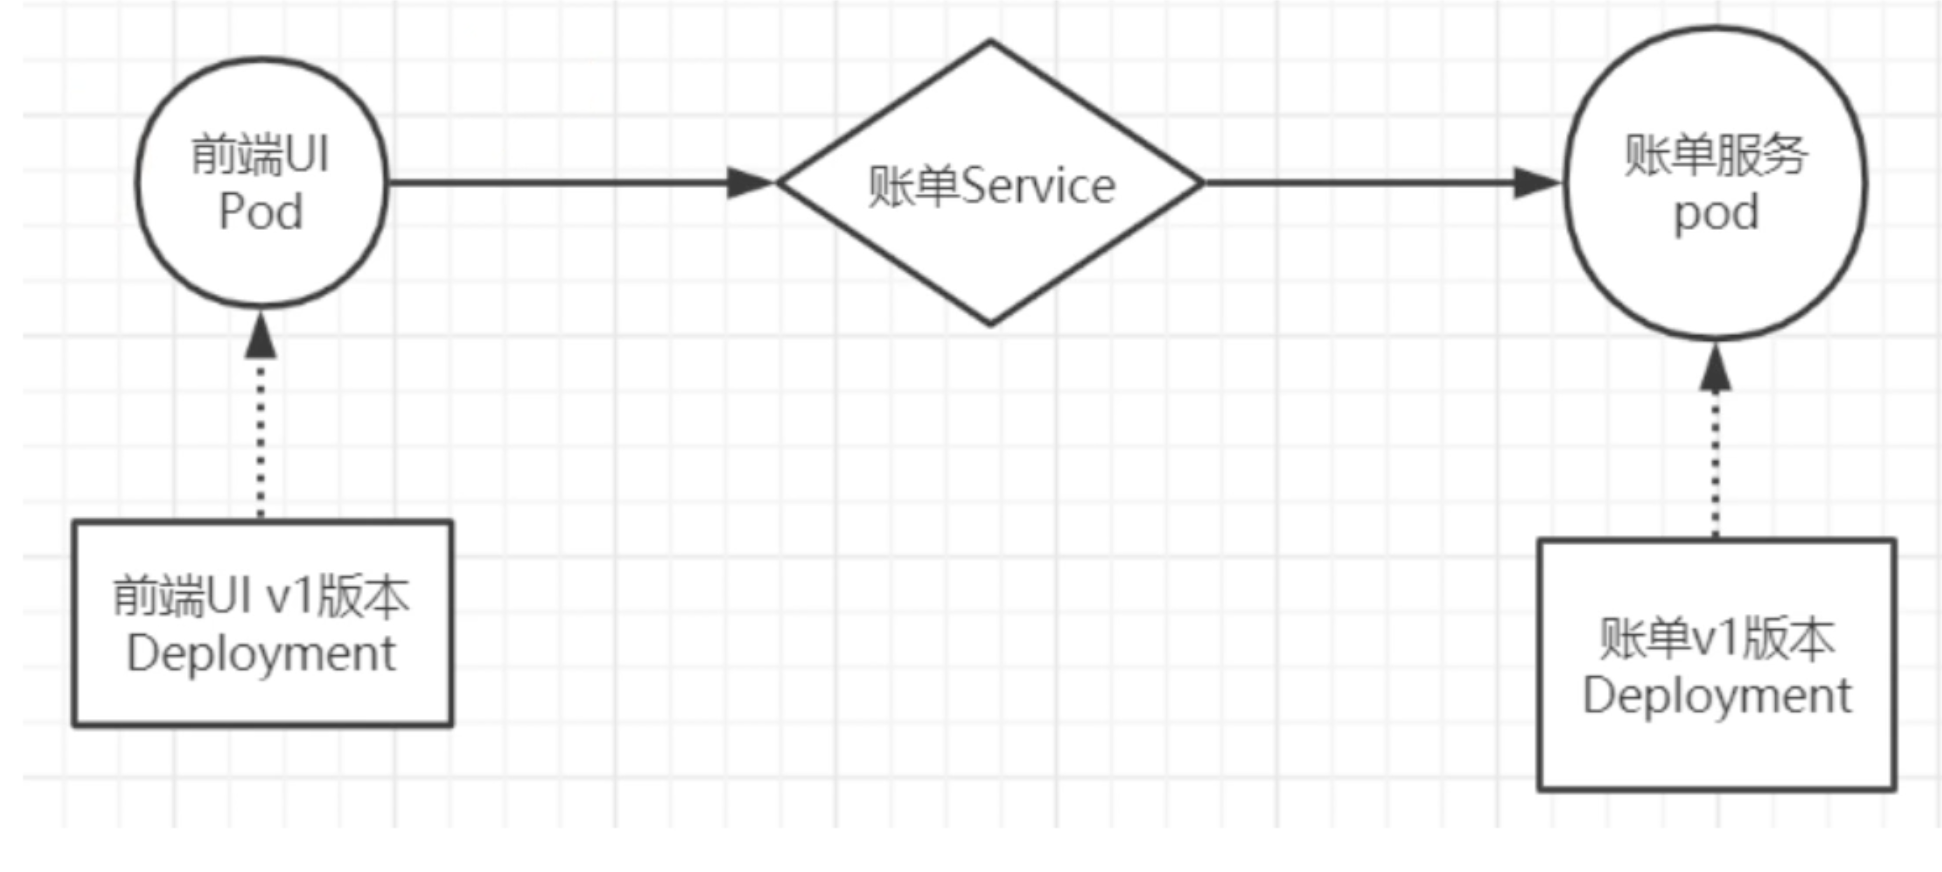 前端UI
Pod
账单Service
账单服务
pod
前端UI v1版本
Deployment
账单v1版本
Deployment